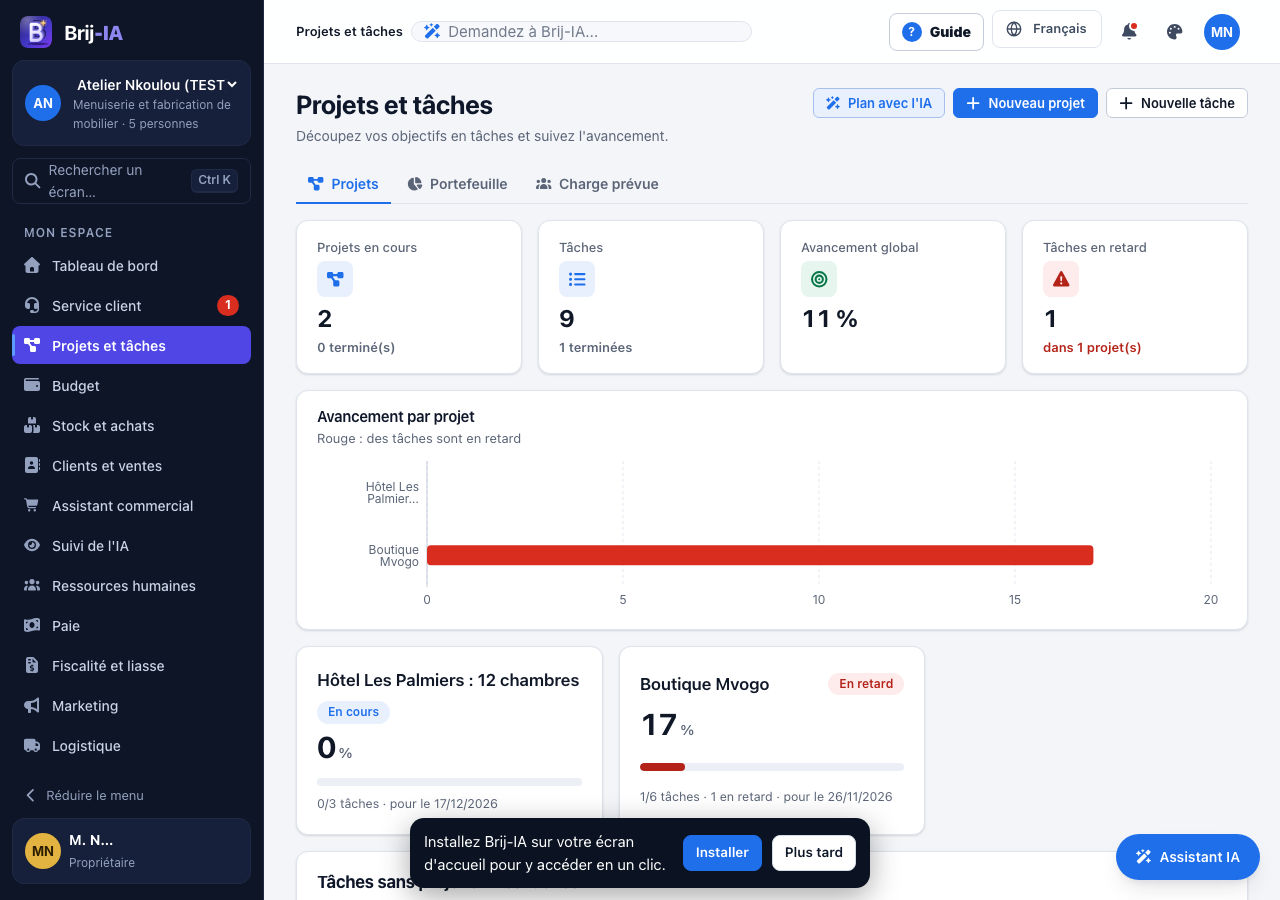 Brij-IA
AN
Atelier Nkoulou (TEST
Menuiserie et fabrication de
mobilier · 5 personnes
Rechercher un
écran...
Ctrl K
MON ESPACE
Tableau de bord
Service client
1
Projets et tâches
Budget
Stock et achats
Clients et ventes
Assistant commercial
Suivi de l'IA
Ressources humaines
Paie
Fiscalité et liasse
Marketing
Logistique
Réduire le menu
MN
M. N...
Propriétaire
Projets et tâches
Demandez à Brij-IA...
? Guide
Français
MN
Projets et tâches
Découpez vos objectifs en tâches et suivez l'avancement.
Plan avec l'IA
Nouveau projet
Nouvelle tâche
Projets
Portefeuille
Charge prévue
Projets en cours
2
0 terminé(s)
Tâches
9
1 terminées
Avancement global
11 %
Tâches en retard
1
dans 1 projet(s)
Avancement par projet
Rouge : des tâches sont en retard
Hôtel Les
Palmier...
Boutique
Mvogo
0
5
10
15
20
Hôtel Les Palmiers : 12 chambres
En cours
0 %
0/3 tâches · pour le 17/12/2026
Boutique Mvogo
En retard
17 %
1/6 tâches · 1 en retard · pour le 26/11/2026
Tâches sans
Installez Brij-IA sur votre écran
d'accueil pour y accéder en un clic.
Installer
Plus tard
Assistant IA